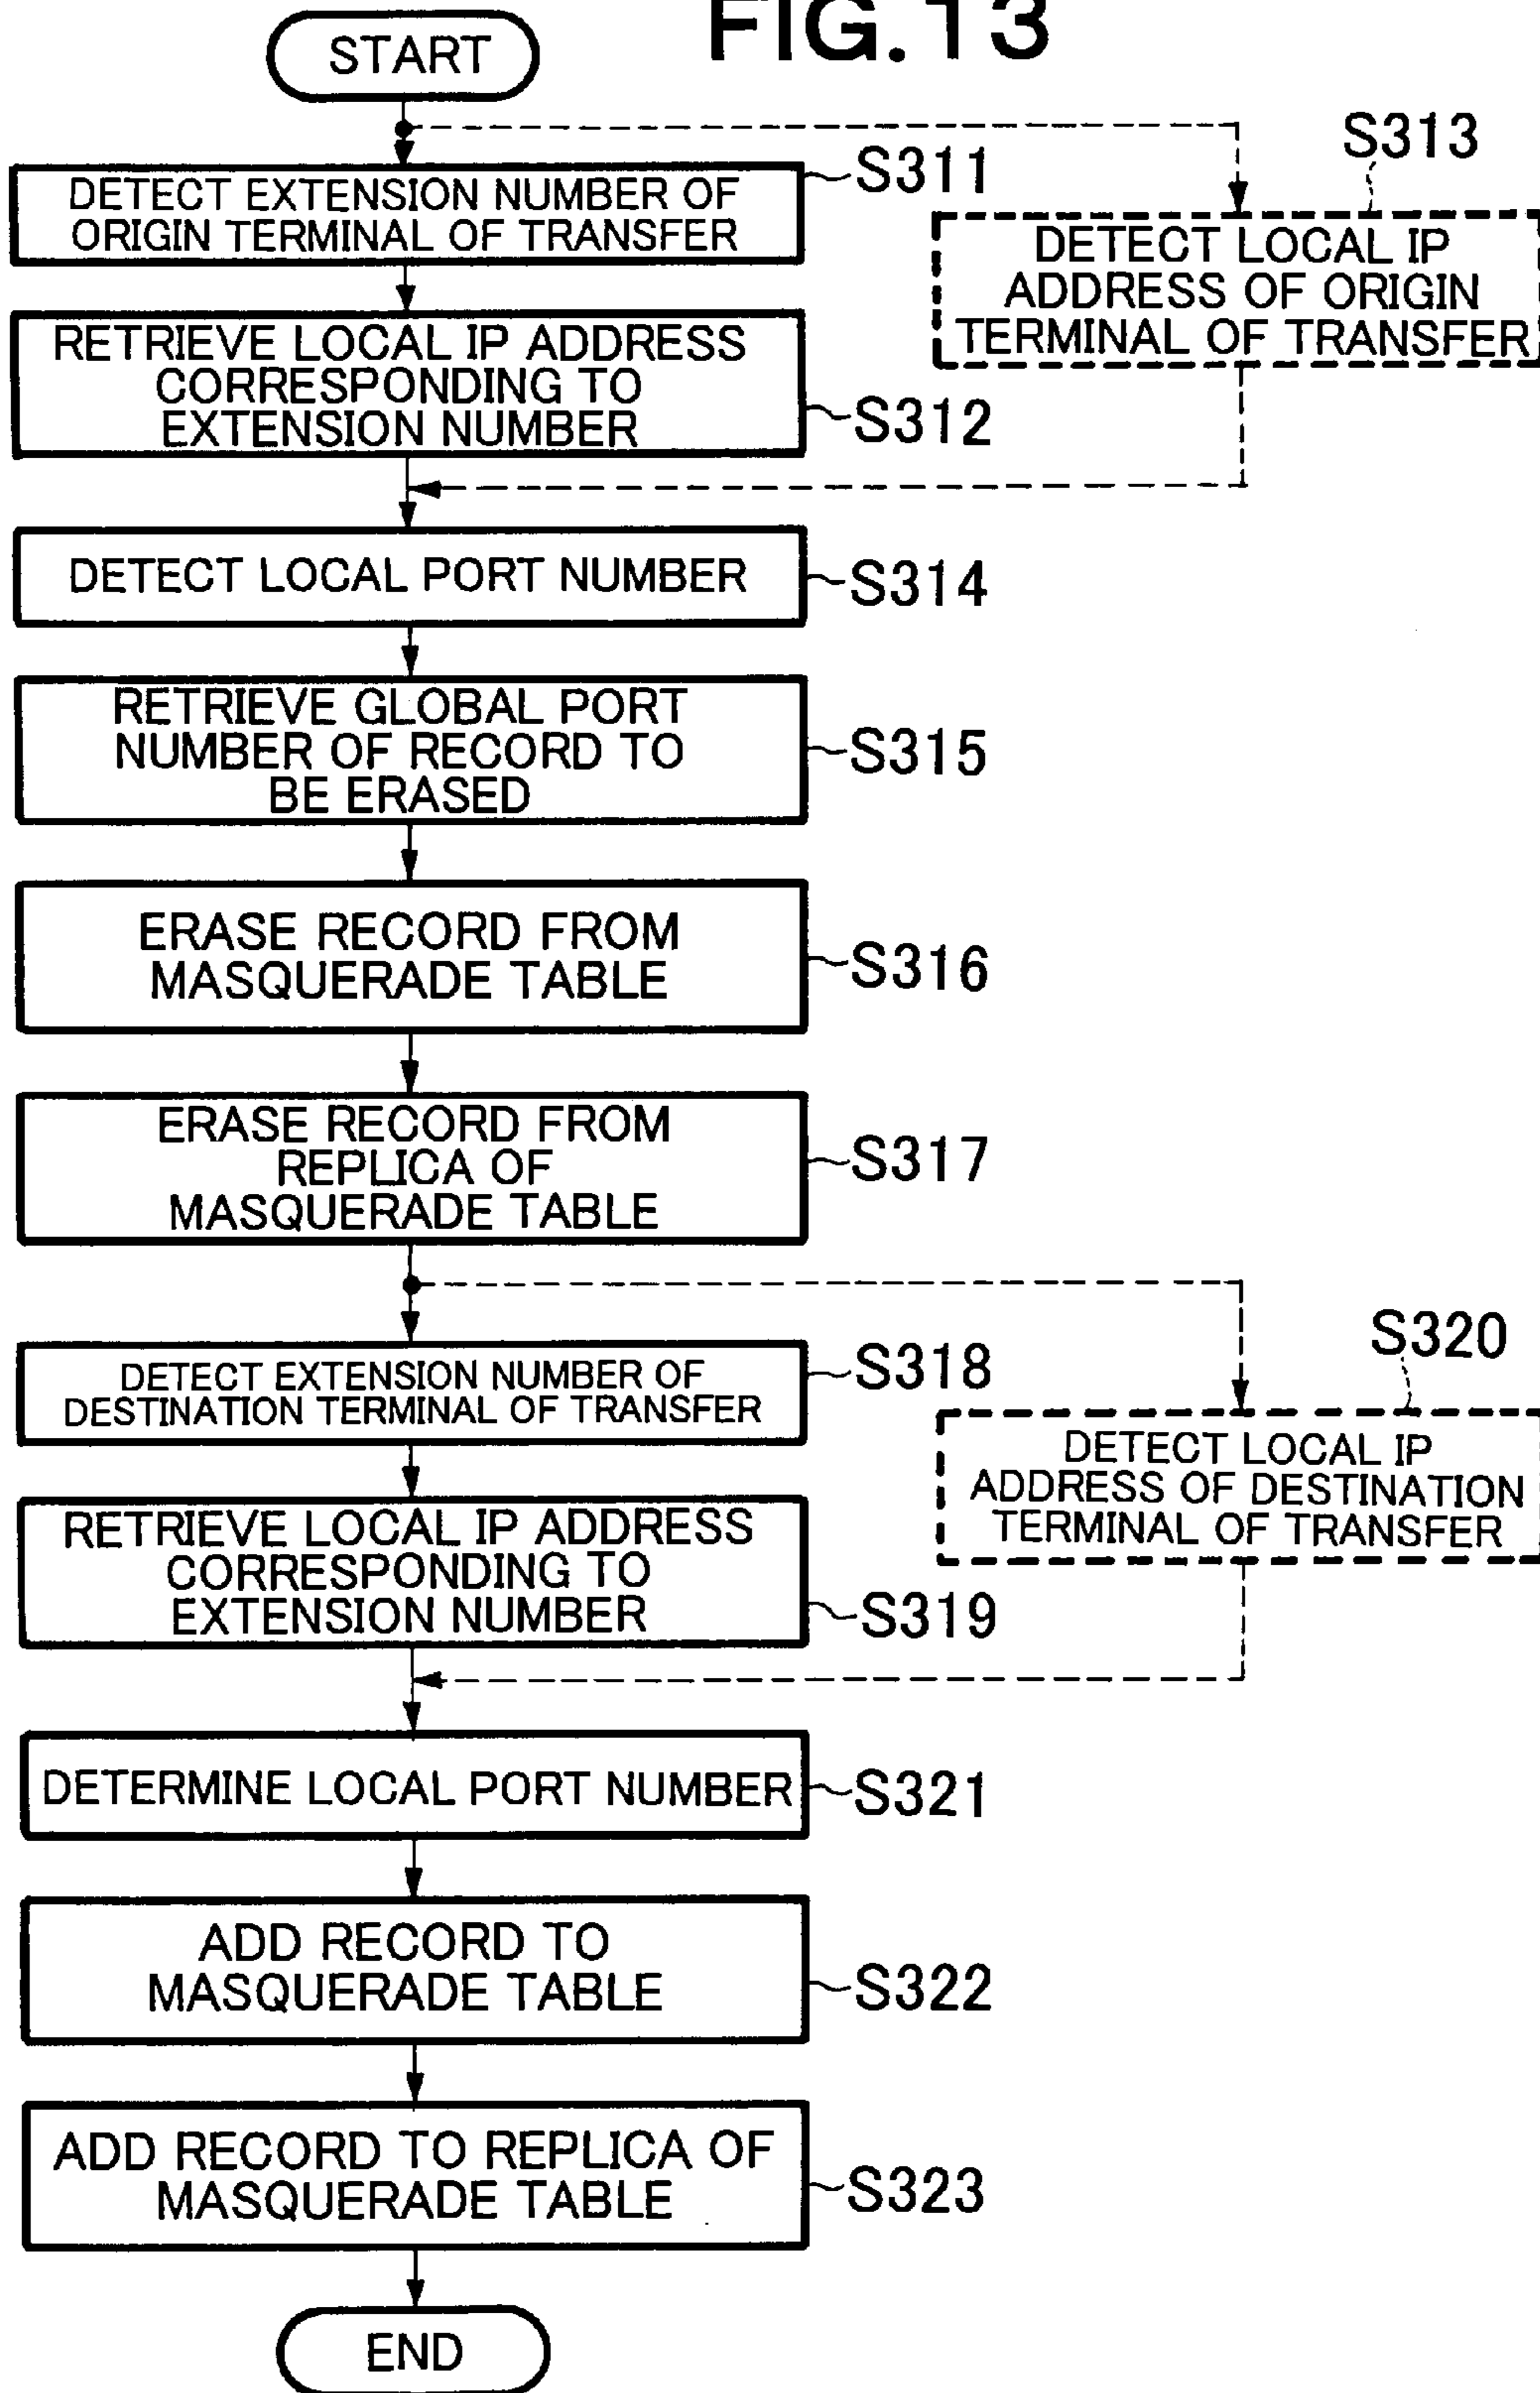 FIG.13
START
S311
DETECT EXTENSION NUMBER OF
ORIGIN TERMINAL OF TRANSFER
S313
DETECT LOCAL IP
ADDRESS OF ORIGIN
TERMINAL OF TRANSFER
RETRIEVE LOCAL IP ADDRESS
CORRESPONDING TO
EXTENSION NUMBER
S312
DETECT LOCAL PORT NUMBER
S314
RETRIEVE GLOBAL PORT
NUMBER OF RECORD TO
BE ERASED
S315
ERASE RECORD FROM
MASQUERADE TABLE
S316
ERASE RECORD FROM
REPLICA OF
MASQUERADE TABLE
S317
DETECT EXTENSION NUMBER OF
DESTINATION TERMINAL OF TRANSFER
S318
S320
DETECT LOCAL IP
ADDRESS OF DESTINATION
TERMINAL OF TRANSFER
RETRIEVE LOCAL IP ADDRESS
CORRESPONDING TO
EXTENSION NUMBER
S319
DETERMINE LOCAL PORT NUMBER
S321
ADD RECORD TO
MASQUERADE TABLE
S322
ADD RECORD TO REPLICA OF
MASQUERADE TABLE
S323
END